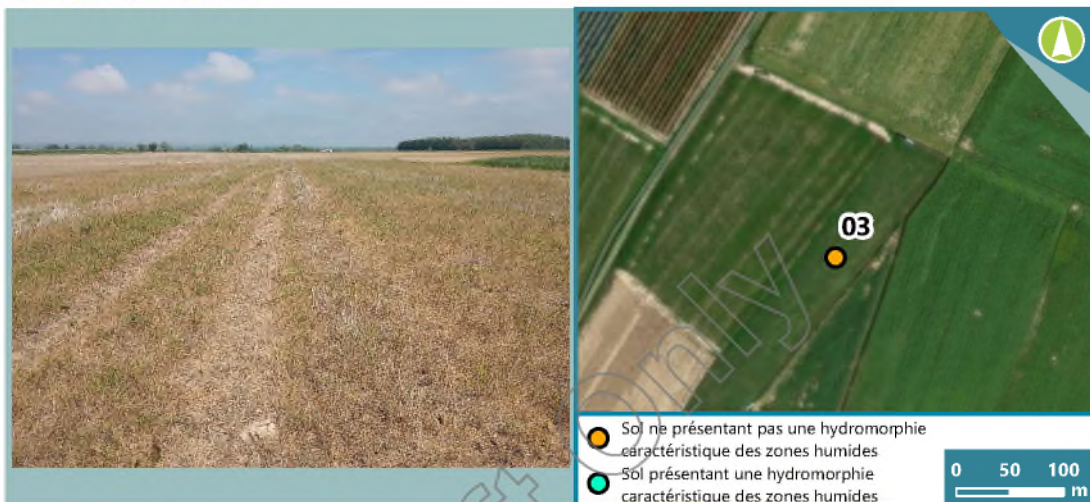 03
Sol ne présentant pas une hydromorphie
caractéristique des zones humides
Sol présentant une hydromorphie
caractéristique des zones humides
0 50 100
m
only